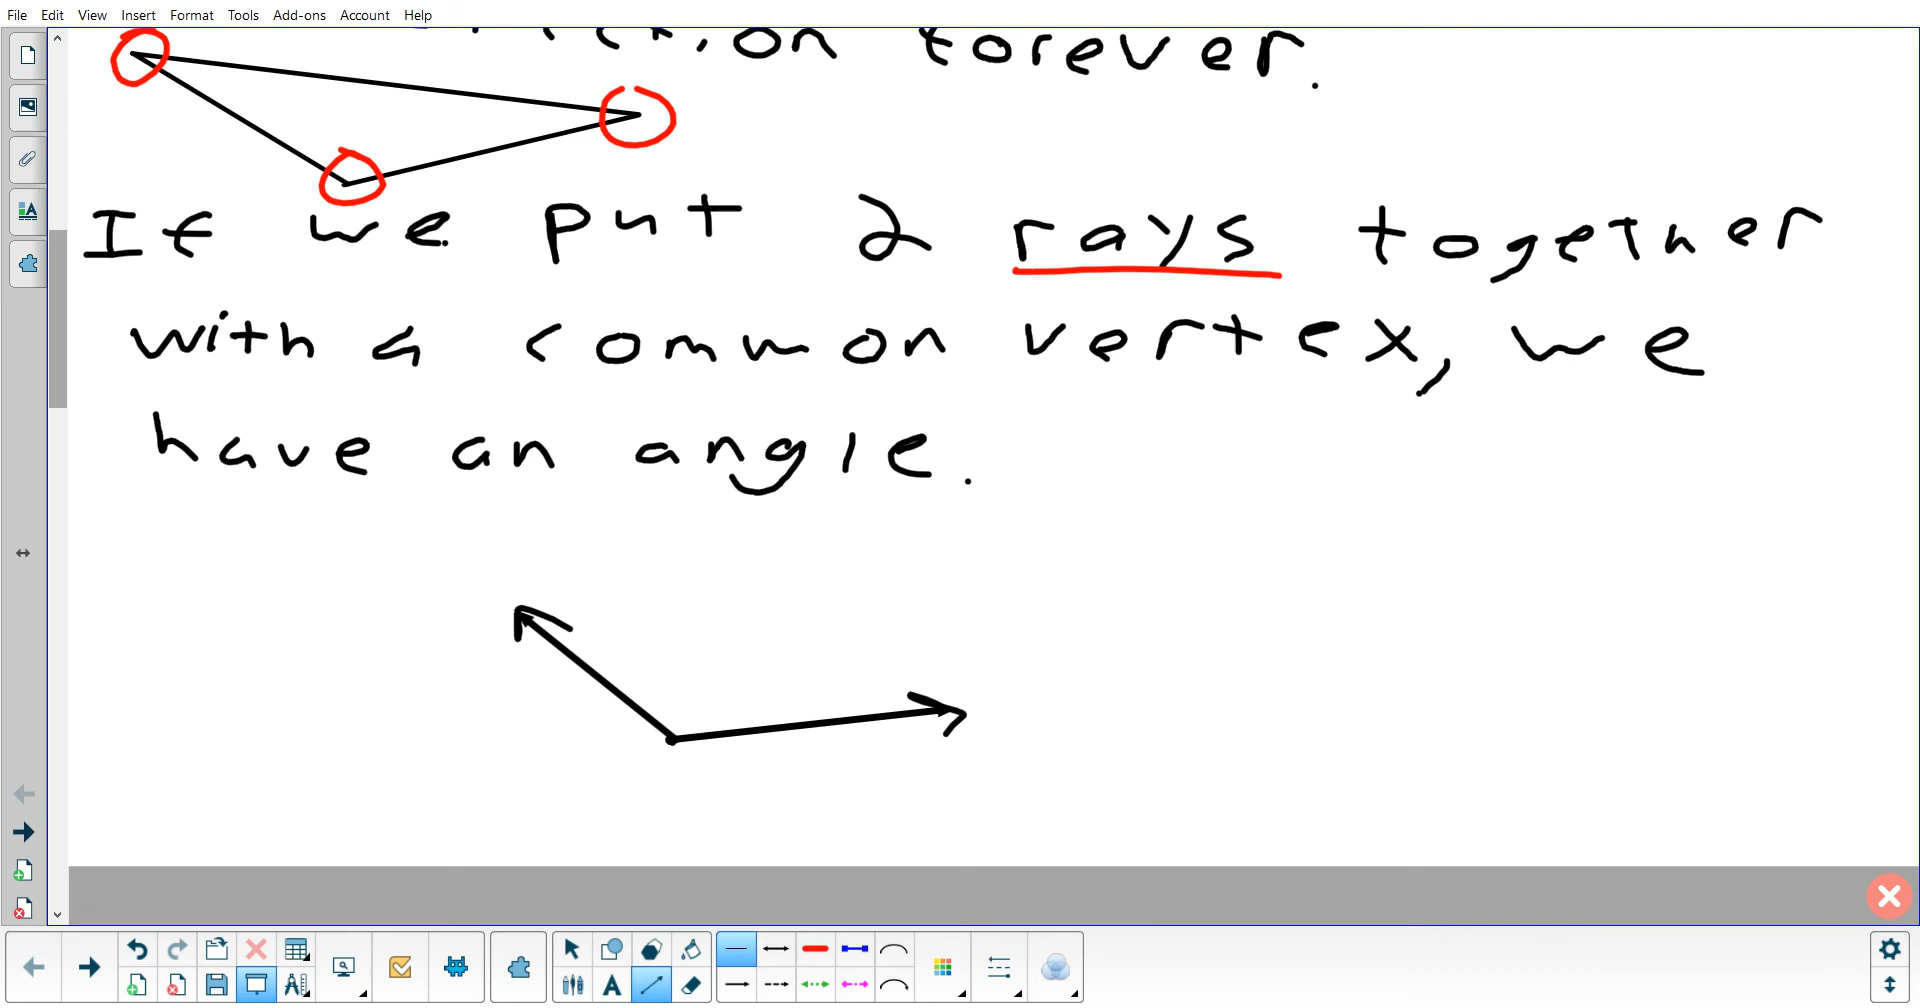 File Edit View Insert Format Tools Add-ons Account Help
on forever.
If we put 2 rays together
with a common vertex, we
have an angle.